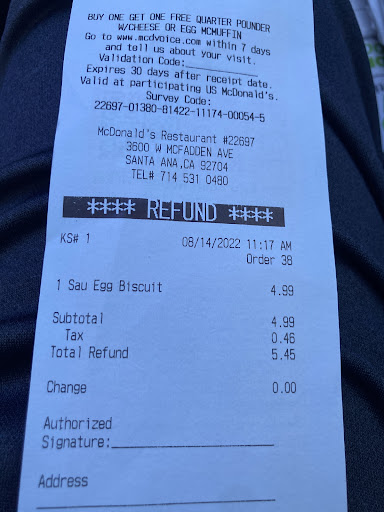 BUY ONE GET ONE FREE QUARTER POUNDER
W/CHEESE OR EGG MCMUFFIN
Go to www.mcdvoice.com within 7 days
and tell us about your visit.
Validation Code:____________
Expires 30 days after receipt date.
Valid at participating US McDonald's.
Survey Code:
22697-01380-81422-11174-00054-5
McDonald's Restaurant #22697
3600 W MCFADDEN AVE
SANTA ANA,CA 92704
TEL# 714 531 0480
**** REFUND ****
KS# 1 08/14/2022 11:17 AM
Order 38
1 Sau Egg Biscuit 4.99
Subtotal 4.99
Tax 0.46
Total Refund 5.45
Change 0.00
Authorized
Signature:____________________
Address